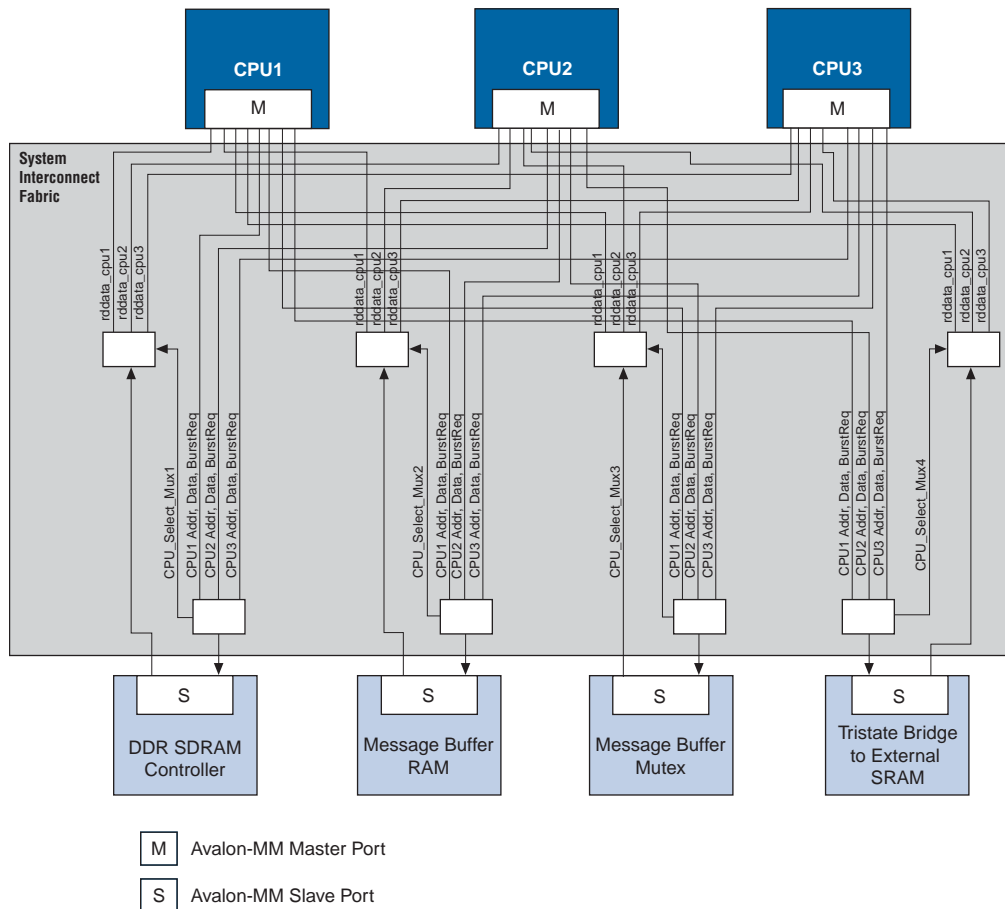 CPU1
CPU2
CPU3
M
M
M
System
Interconnect
Fabric
rddata_cpu1
rddata_cpu2
rddata_cpu3
rddata_cpu1
rddata_cpu2
rddata_cpu3
rddata_cpu1
rddata_cpu2
rddata_cpu3
rddata_cpu1
rddata_cpu2
rddata_cpu3
CPU_Select_Mux1
CPU1 Addr, Data, BurstReq
CPU2 Addr, Data, BurstReq
CPU3 Addr, Data, BurstReq
CPU_Select_Mux2
CPU1 Addr, Data, BurstReq
CPU2 Addr, Data, BurstReq
CPU3 Addr, Data, BurstReq
CPU_Select_Mux3
CPU1 Addr, Data, BurstReq
CPU2 Addr, Data, BurstReq
CPU3 Addr, Data, BurstReq
CPU1 Addr, Data, BurstReq
CPU2 Addr, Data, BurstReq
CPU3 Addr, Data, BurstReq
CPU_Select_Mux4
S
S
S
S
DDR SDRAM
Controller
Message Buffer
RAM
Message Buffer
Mutex
Tristate Bridge
to External
SRAM
M Avalon-MM Master Port
S Avalon-MM Slave Port